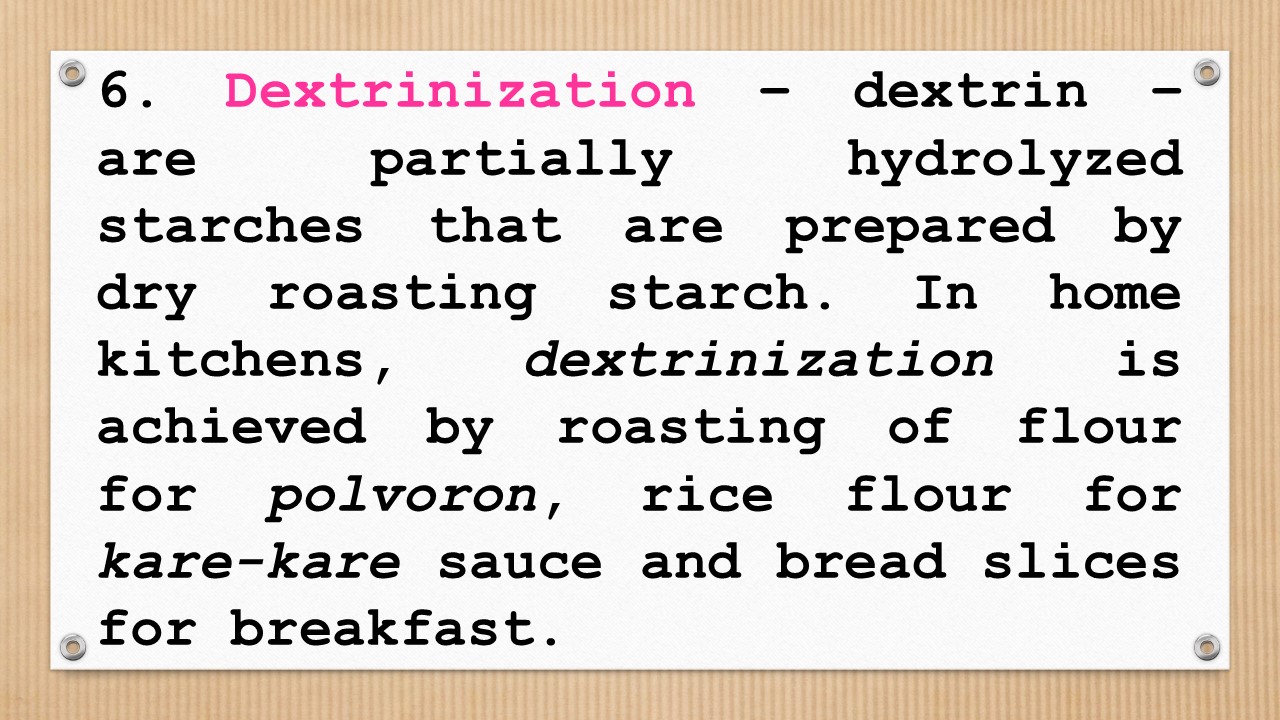 6. Dextrinization – dextrin –
are partially hydrolyzed
starches that are prepared by
dry roasting starch. In home
kitchens, dextrinization is
achieved by roasting of flour
for polvoron, rice flour for
kare-kare sauce and bread slices
for breakfast.